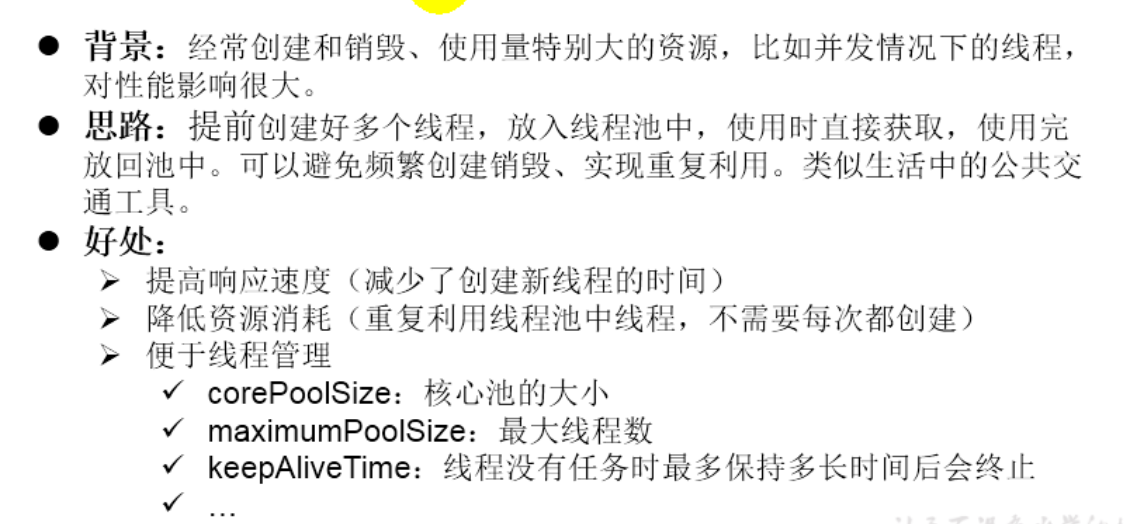 ● 背景：经常创建和销毁、使用量特别大的资源，比如并发情况下的线程，
对性能影响很大。
● 思路：提前创建好多个线程，放入线程池中，使用时直接获取，使用完
放回池中。可以避免频繁创建销毁、实现重复利用。类似生活中的公共交
通工具。
● 好处：
➢ 提高响应速度（减少了创建新线程的时间）
➢ 降低资源消耗（重复利用线程池中线程，不需要每次都创建）
➢ 便于线程管理
✓ corePoolSize：核心池的大小
✓ maximumPoolSize：最大线程数
✓ keepAliveTime：线程没有任务时最多保持多长时间后会终止
✓ …